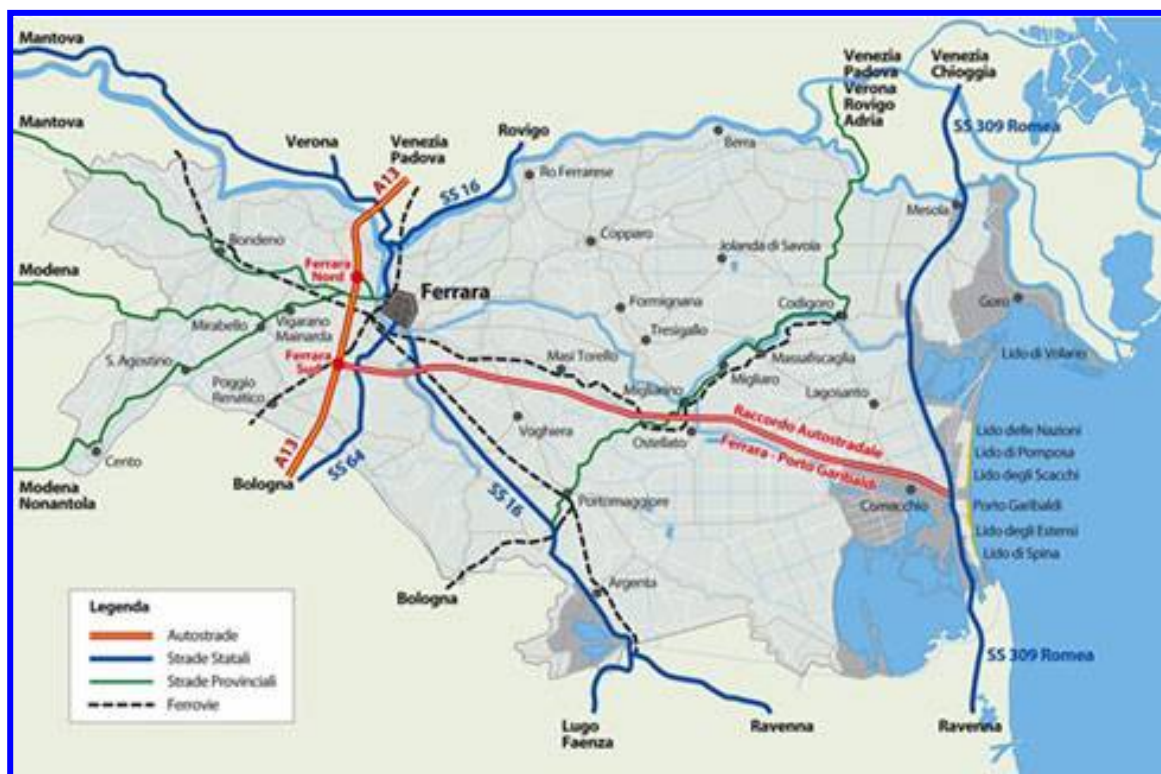 Mantova
Mantova
Verona
Venezia
Padova
Rovigo
Venezia
Padova
Verona
Rovigo
Adria
Venezia
Chioggia
SS 309 Romea
A13
SS 16
Berra
Ro Ferrarese
Mesola
Bondeno
Copparo
Jolanda di Savoia
Modena
Ferrara
Nord
Ferrara
Formignana
Codigoro
Goro
Mirabello
Vigarano
Mainarda
Tresigallo
S. Agostino
Ferrara
Sud
Masi Torello
Massafiscaglia
Lido di Volano
Poggio
Renatico
Migliarino
Migliaro
Lagosanto
Voghera
Ostellato
Raccordo Autostradale
Ferrara - Porto Garibaldi
Lido delle Nazioni
Lido di Pomposa
Lido degli Scacchi
Cento
A13
SS 64
Bologna
Modena
Nonantola
SS 16
Portomaggiore
Comacchio
Porto Garibaldi
Lido degli Estensi
Lido di Spina
Bologna
Argenta
Legenda
Autostrade
Strade Statali
Strade Provinciali
Ferrovie
SS 309 Romea
Lugo
Faenza
Ravenna
Ravenna